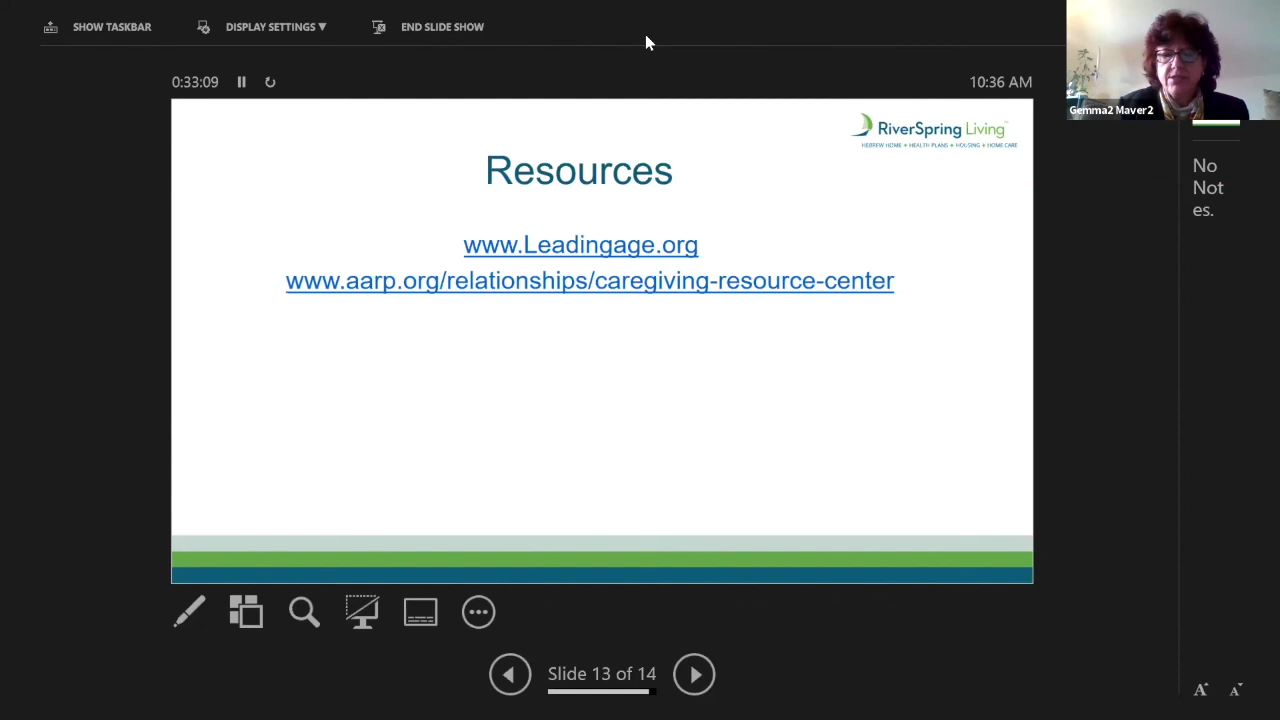 SHOW TASKBAR
DISPLAY SETTINGS ▼
END SLIDE SHOW
Gemma2 Maver2
0:33:09
10:36 AM
RiverSpring Living™
HEBREW HOME • HEALTH PLANS • HOUSING • HOME CARE
Resources
www.Leadingage.org
www.aarp.org/relationships/caregiving-resource-center
No
Not
es.
Slide 13 of 14
A A